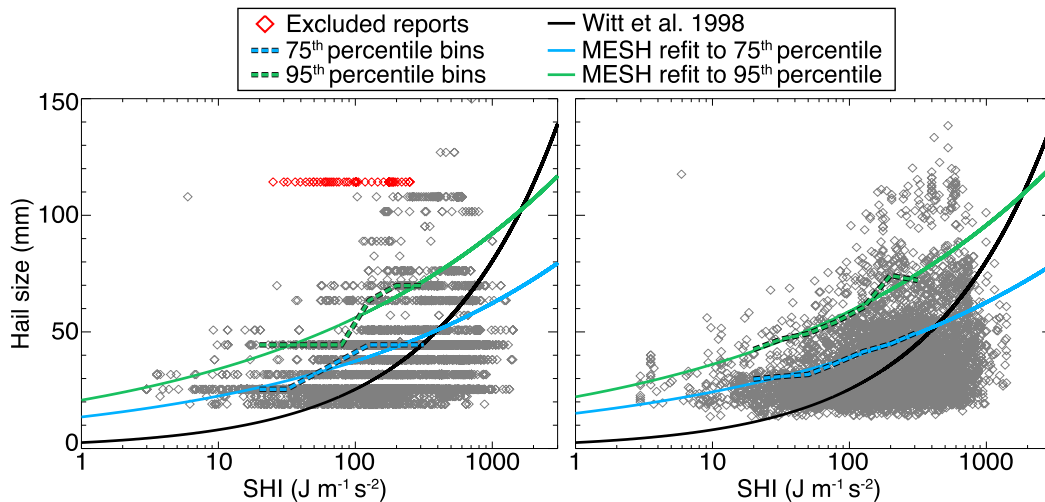 Excluded reports
75th percentile bins
95th percentile bins
Witt et al. 1998
MESH refit to 75th percentile
MESH refit to 95th percentile
Hail size (mm)
150
100
50
0
1 10 100 1000
SHI (J m-1 s-2)
1 10 100 1000
SHI (J m-1 s-2)